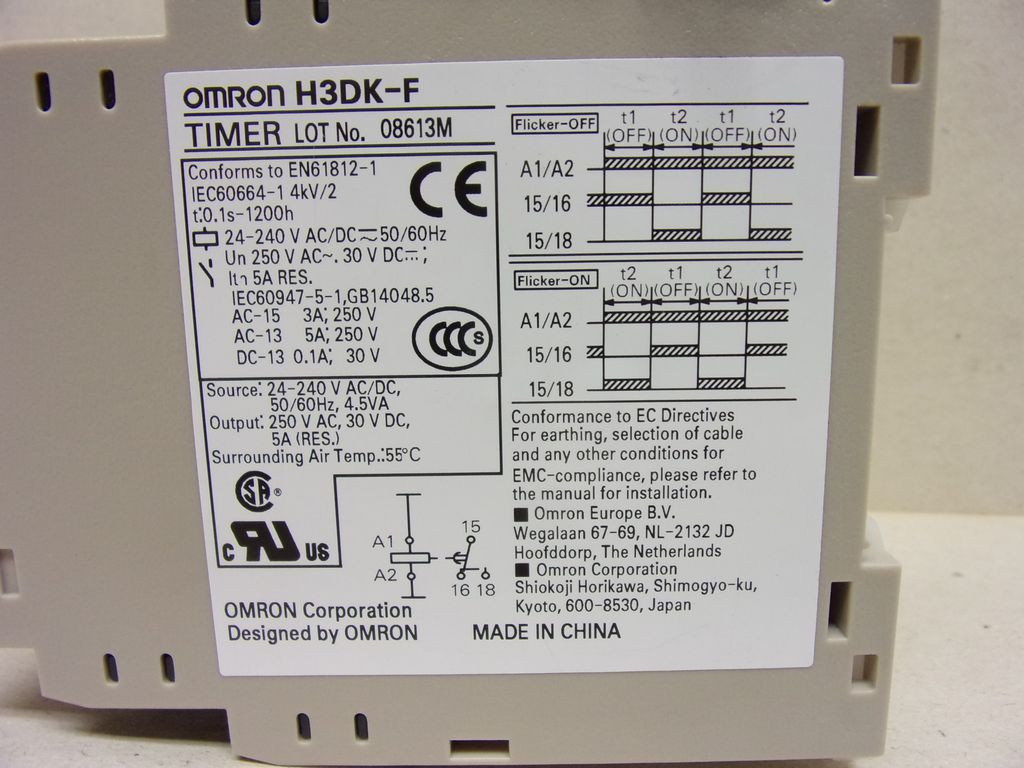 OMRON H3DK-F
TIMER LOT No. 08613M
Conforms to EN61812-1
IEC60664-1 4kV/2
t:0.1s-1200h
24-240 V AC/DC≂50/60Hz
Un 250 V AC~. 30 V DC⎓;
Ith 5A RES.
IEC60947-5-1,GB14048.5
AC-15 3A; 250 V
AC-13 5A; 250 V
DC-13 0.1A; 30 V
CE
CCC S
Source: 24-240 V AC/DC,
50/60Hz, 4.5VA
Output: 250 V AC, 30 V DC,
5A (RES.)
Surrounding Air Temp.:55°C
SA ®
C RU US
A1
A2
15
16 18
OMRON Corporation
Designed by OMRON
MADE IN CHINA
Flicker-OFF
t1 t2 t1 t2
(OFF) (ON) (OFF) (ON)
A1/A2
15/16
15/18
Flicker-ON
t2 t1 t2 t1
(ON) (OFF) (ON) (OFF)
A1/A2
15/16
15/18
Conformance to EC Directives
For earthing, selection of cable
and any other conditions for
EMC-compliance, please refer to
the manual for installation.
■ Omron Europe B.V.
Wegalaan 67-69, NL-2132 JD
Hoofddorp, The Netherlands
■ Omron Corporation
Shiokoji Horikawa, Shimogyo-ku,
Kyoto, 600-8530, Japan